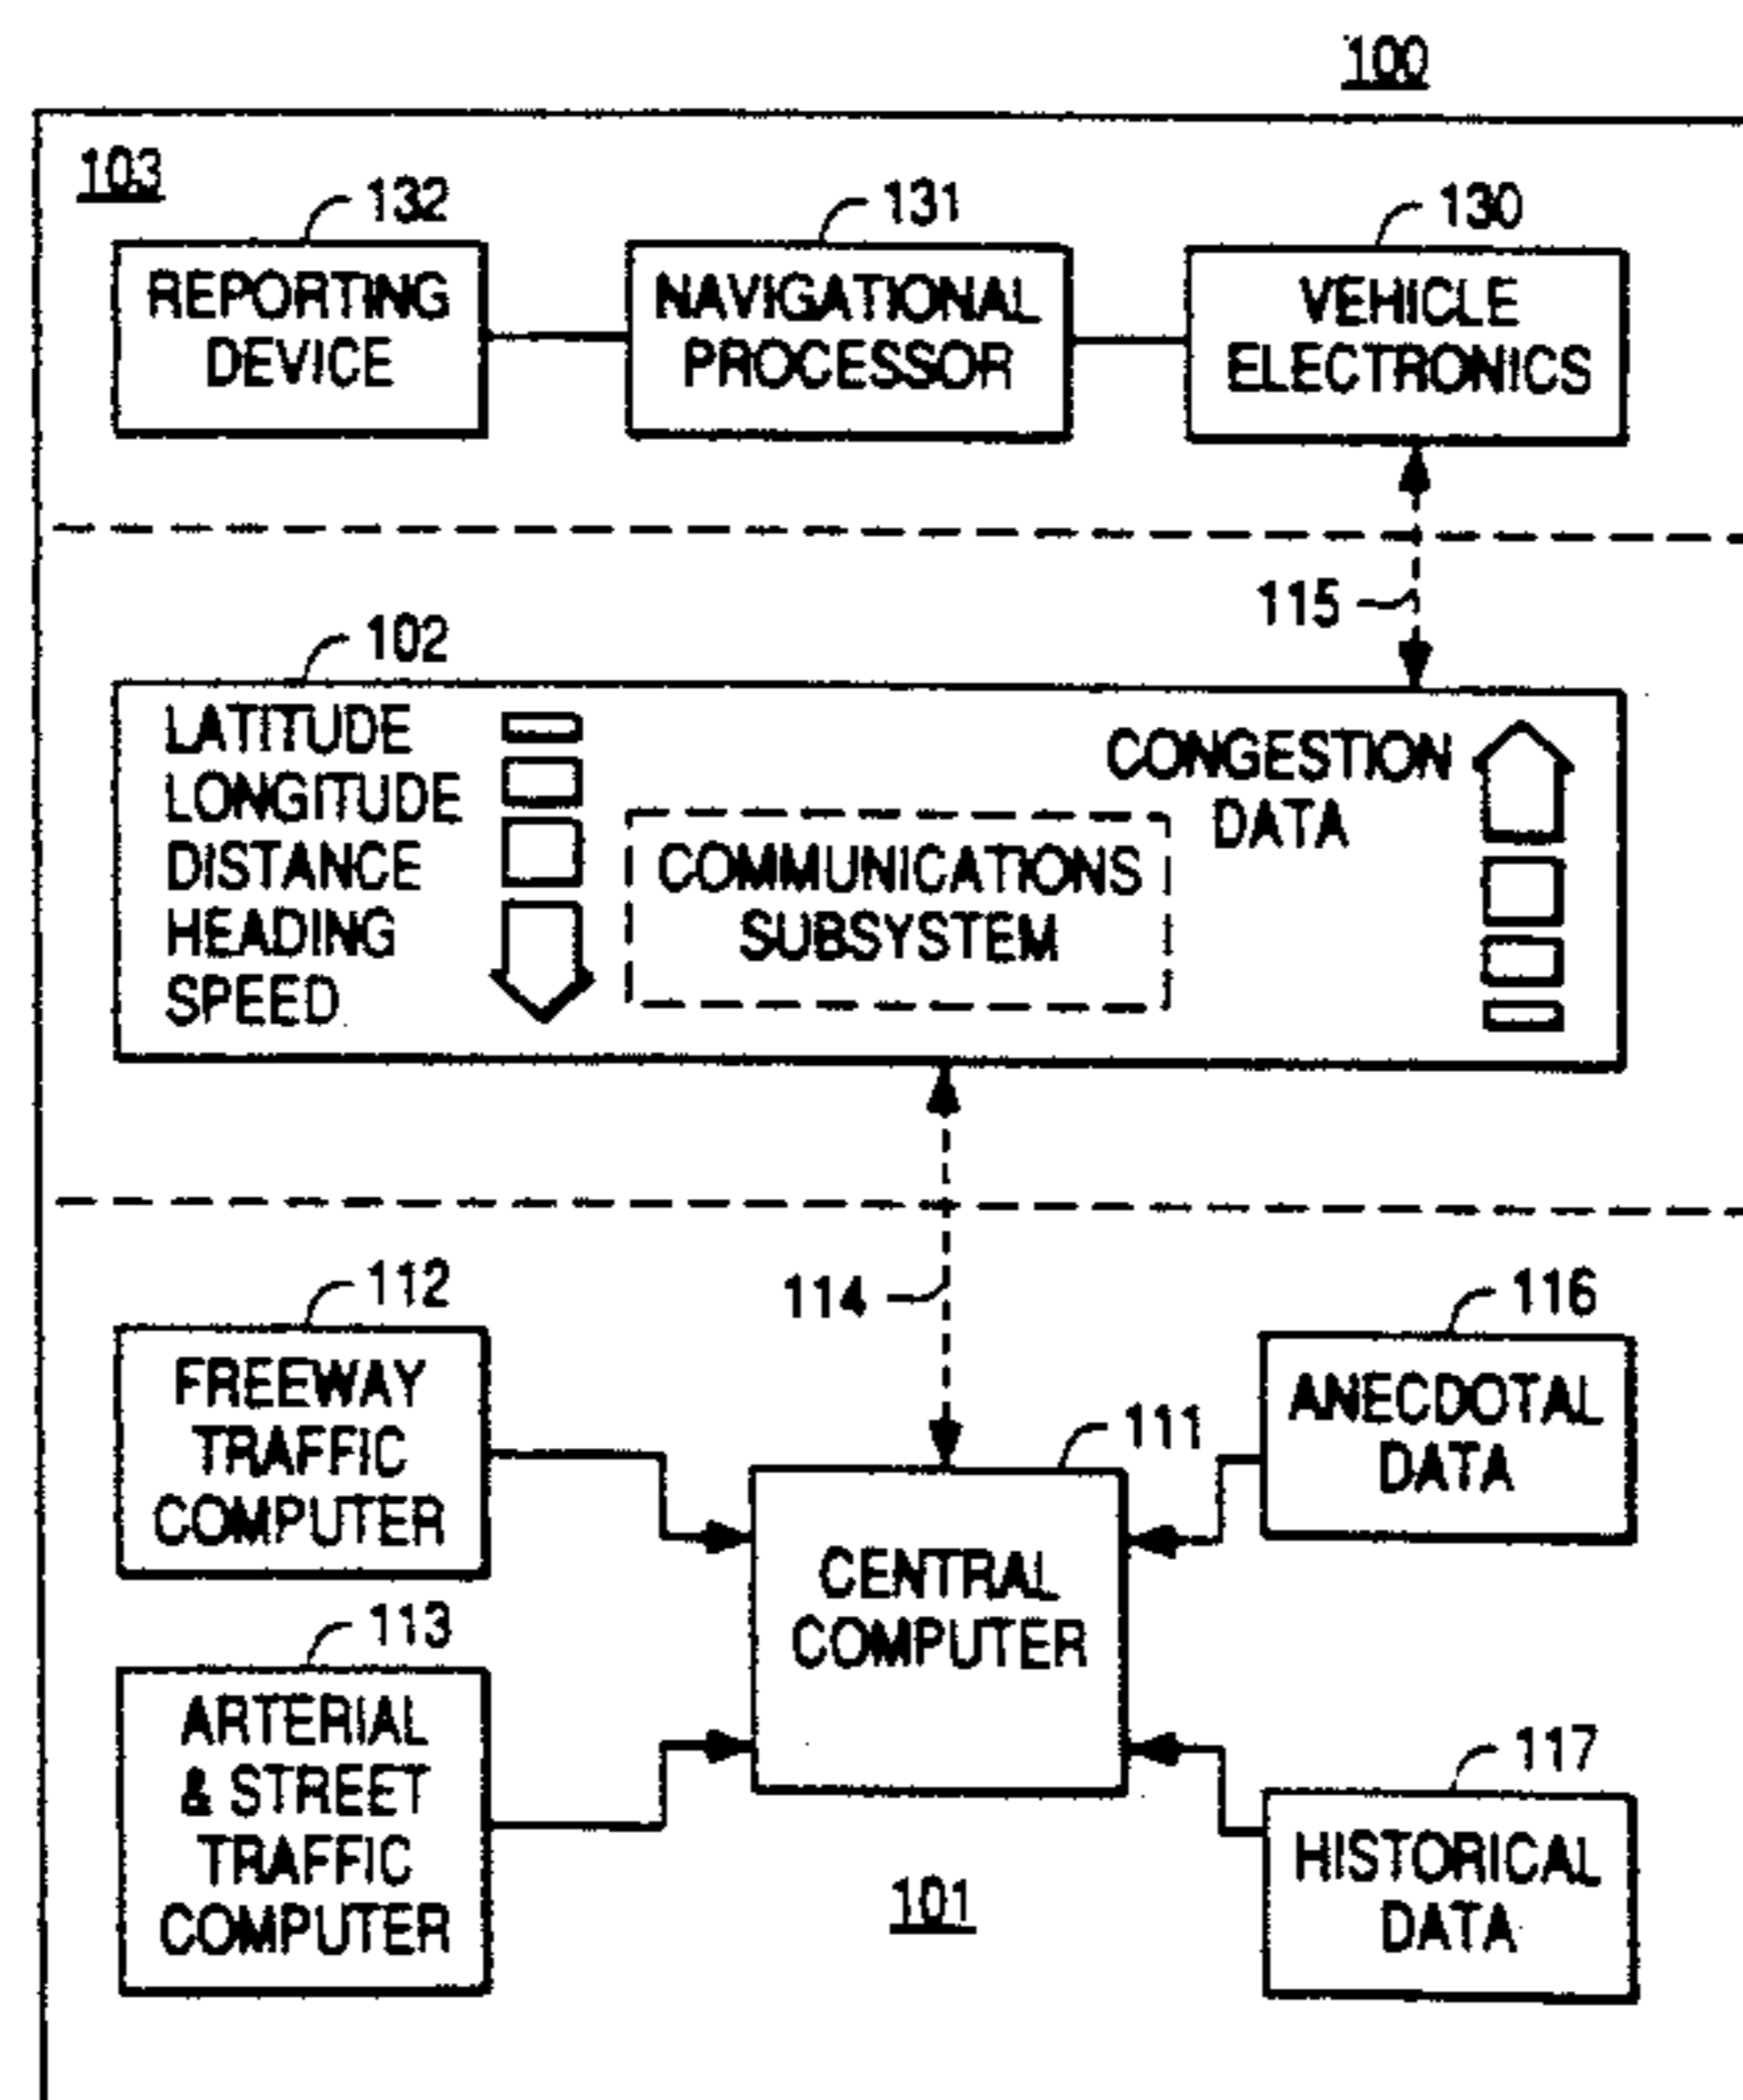 100
103
132
131
130
REPORTING
DEVICE
NAVIGATIONAL
PROCESSOR
VEHICLE
ELECTRONICS
115
102
LATITUDE
LONGITUDE
DISTANCE
HEADING
SPEED
COMMUNICATIONS
SUBSYSTEM
CONGESTION
DATA
114
112
FREEWAY
TRAFFIC
COMPUTER
113
ARTERIAL
& STREET
TRAFFIC
COMPUTER
111
CENTRAL
COMPUTER
101
116
ANECDOTAL
DATA
117
HISTORICAL
DATA